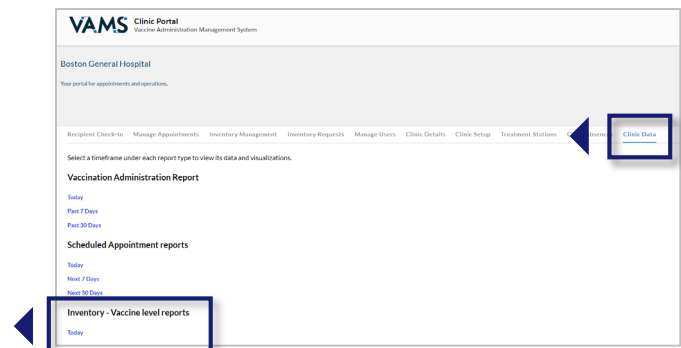 VAMS
Clinic Portal
Vaccine Administration Management System
Boston General Hospital
Your portal for appointments and operations.
Recipient Check-In Manage Appointments Inventory Management Inventory Requests Manage Users Clinic Details Clinic Setup Treatment Stations Clinic Data
Select a timeframe under each report type to view its data and visualizations.
Vaccination Administration Report
Today
Past 7 Days
Past 30 Days
Scheduled Appointment reports
Today
Next 7 Days
Next 30 Days
Inventory - Vaccine level reports
Today